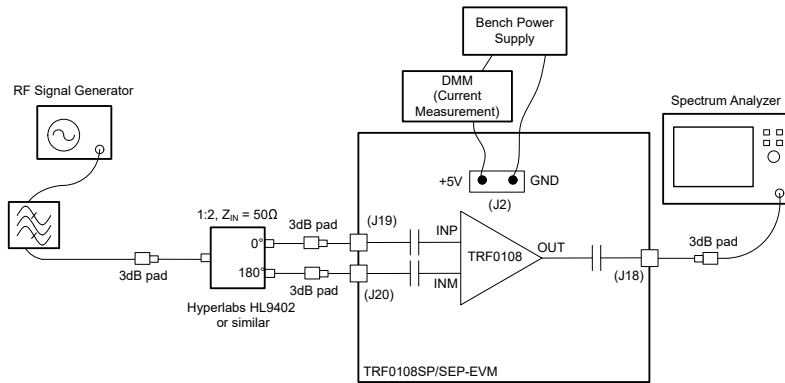 Bench Power
Supply
DMM
(Current
Measurement)
RF Signal Generator
Spectrum Analyzer
+5V
GND
(J2)
1:2, ZIN = 50Ω
3dB pad
(J19)
INP
0°
OUT
3dB pad
TRF0108
180°
3dB pad
3dB pad
(J20)
INM
(J18)
Hyperlabs HL9402
or similar
TRF0108SP/SEP-EVM